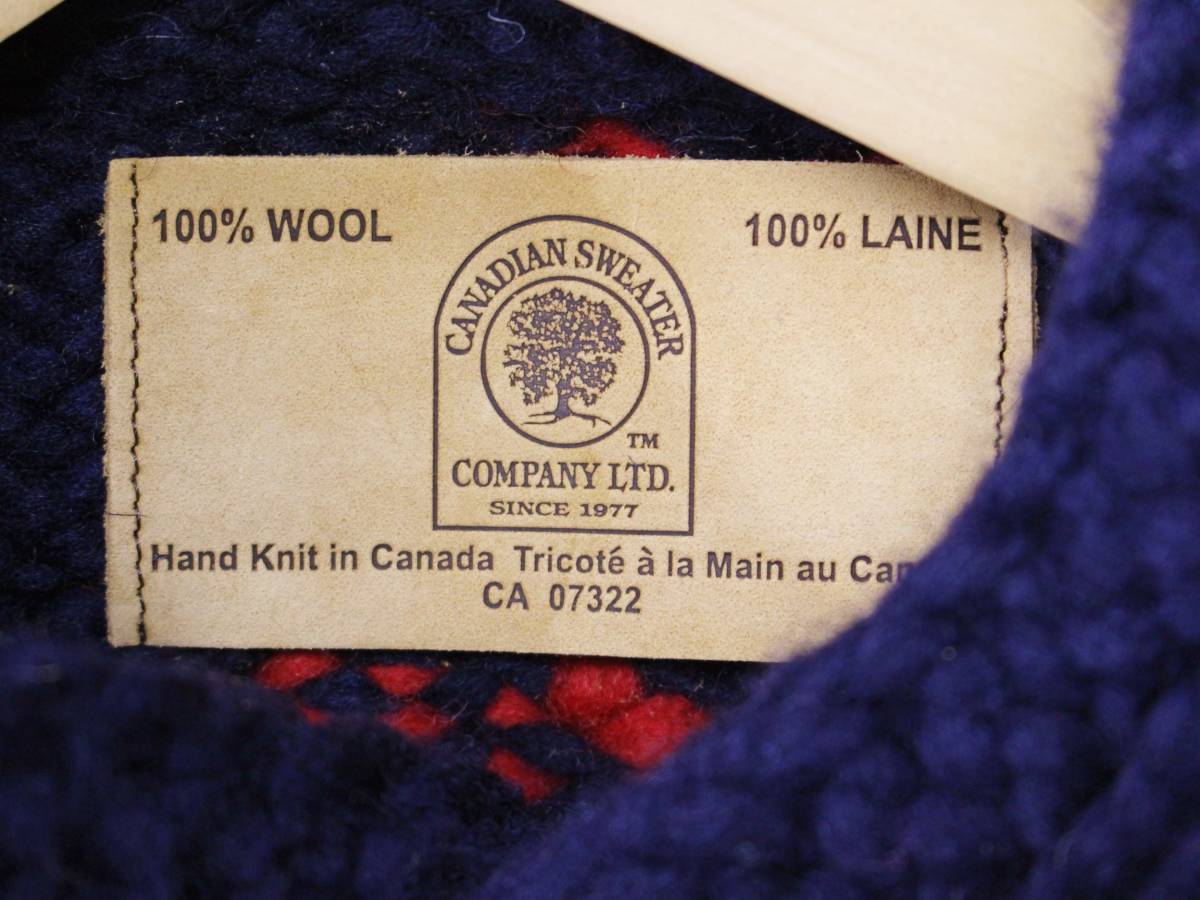 100% WOOL
100% LAINE
CANADIAN SWEATER
TM
COMPANY LTD.
SINCE 1977
Hand Knit in Canada Tricoté à la Main au
CA 07322